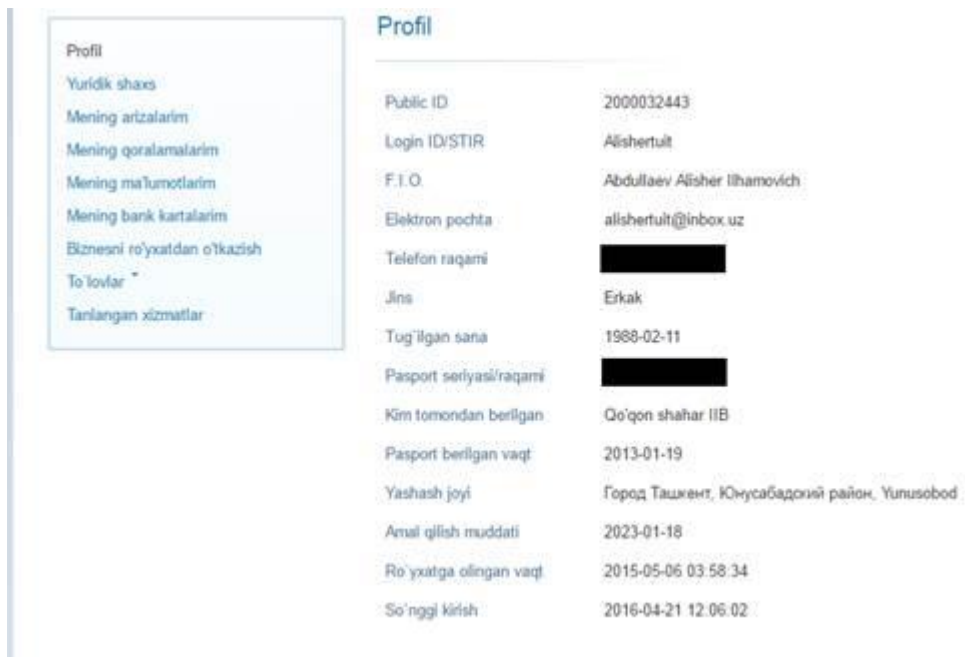 Profil
Yuridik shaxs
Mening arizalarim
Mening qoralamalarim
Mening ma'lumotlarim
Mening bank kartalarim
Biznesni ro'yxatdan o'tkazish
To`lovlar
Tanlangan xizmatlar
Profil
Public ID 2000032443
Login ID/STIR Alishertuit
F.I.O. Abdullaev Alisher Ilhamovich
Elektron pochta alishertuit@inbox.uz
Telefon raqami
Jins Erkak
Tug`ilgan sana 1988-02-11
Pasport seriyasi/raqami
Kim tomondan berilgan Qo'qon shahar IIB
Pasport berilgan vaqt 2013-01-19
Yashash joyi Город Ташкент, Юнусабадский район, Yunusobod
Amal qilish muddati 2023-01-18
Ro`yxatga olingan vaqt 2015-05-06 03:58:34
So`nggi kirish 2016-04-21 12:06:02